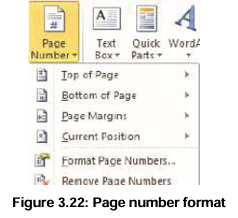 Page Number
Text Box
Quick Parts
WordA
Top of Page
Bottom of Page
Page Margins
Current Position
Format Page Numbers...
Remove Page Numbers
Figure 3.22: Page number format